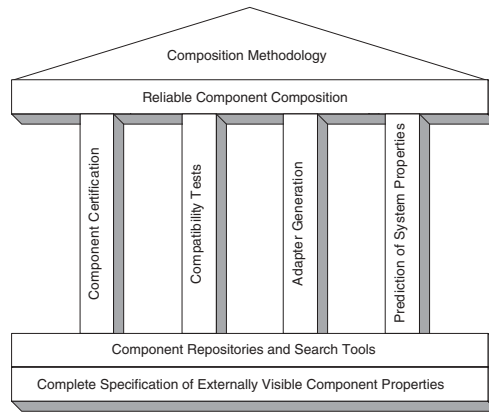 Composition Methodology
Reliable Component Composition
Component Certification
Compatibility Tests
Adapter Generation
Prediction of System Properties
Component Repositories and Search Tools
Complete Specification of Externally Visible Component Properties